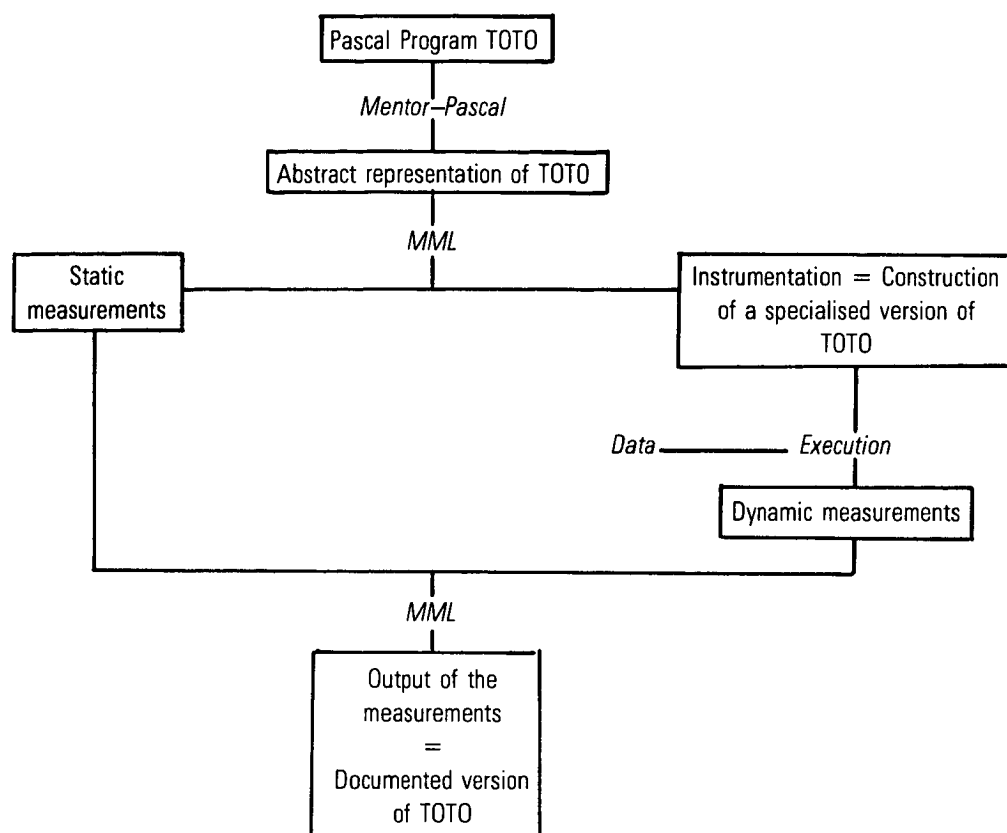 Pascal Program TOTO
Mentor–Pascal
Abstract representation of TOTO
MML
Static
measurements
Instrumentation = Construction
of a specialised version of
TOTO
Data
Execution
Dynamic measurements
MML
Output of the
measurements
=
Documented version
of TOTO